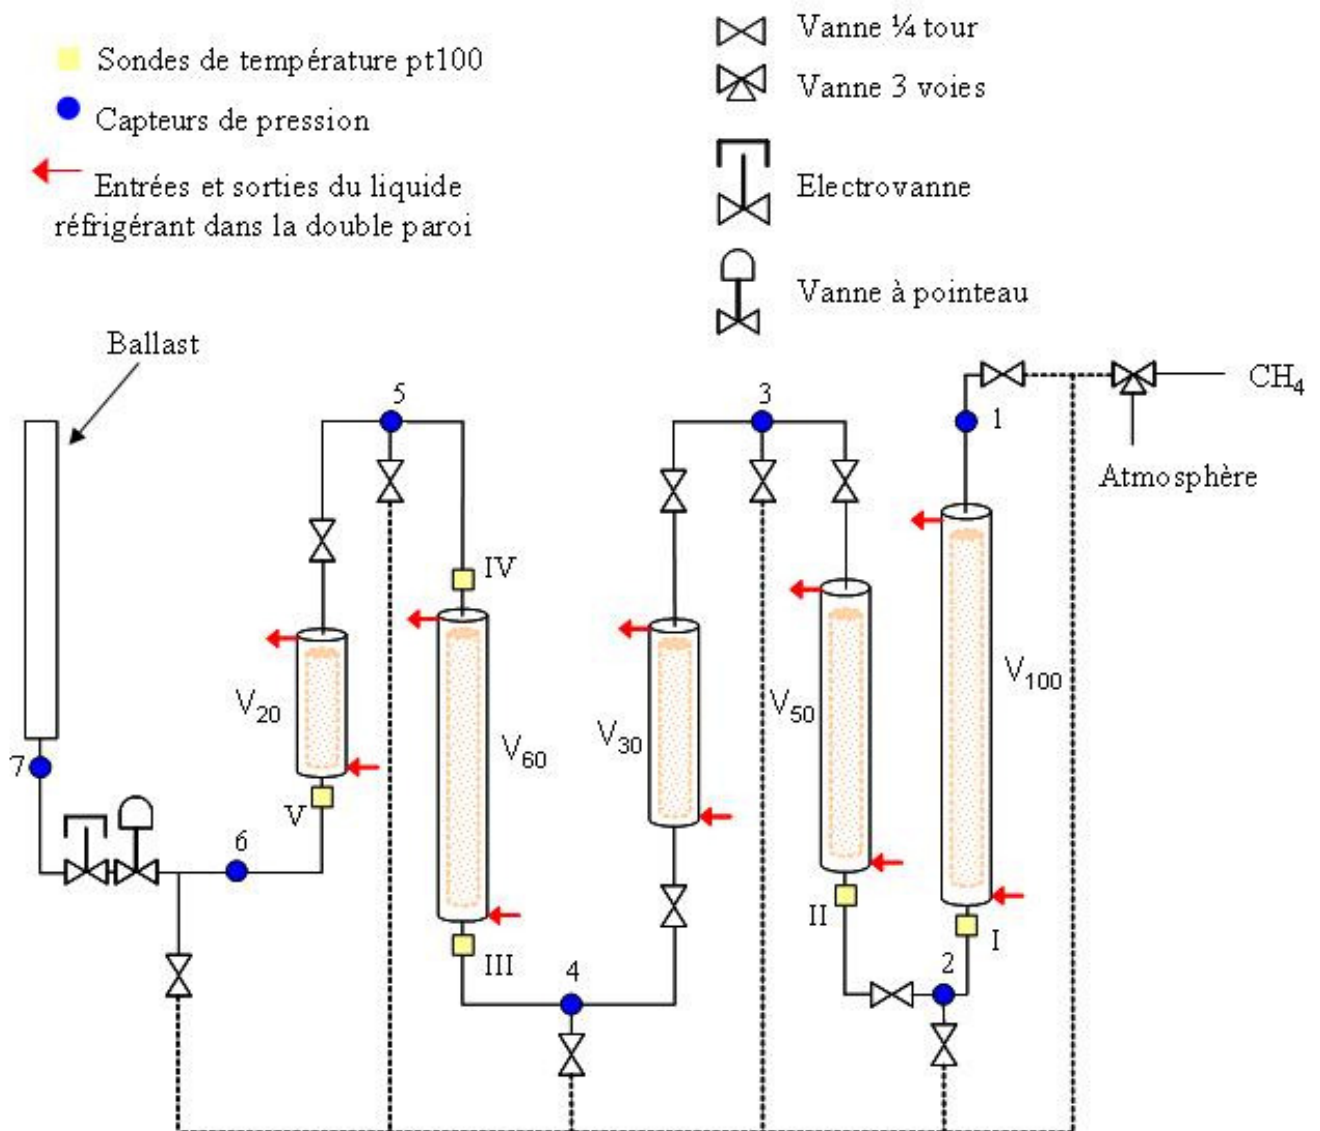 Sondes de température pt100
Capteurs de pression
Entrées et sorties du liquide
réfrigérant dans la double paroi
Vanne ¼ tour
Vanne 3 voies
Electrovanne
Vanne à pointeau
Ballast
CH4
Atmosphère
5
3
1
IV
V20
V60
V30
V50
V100
7
V
6
III
4
II
2
I